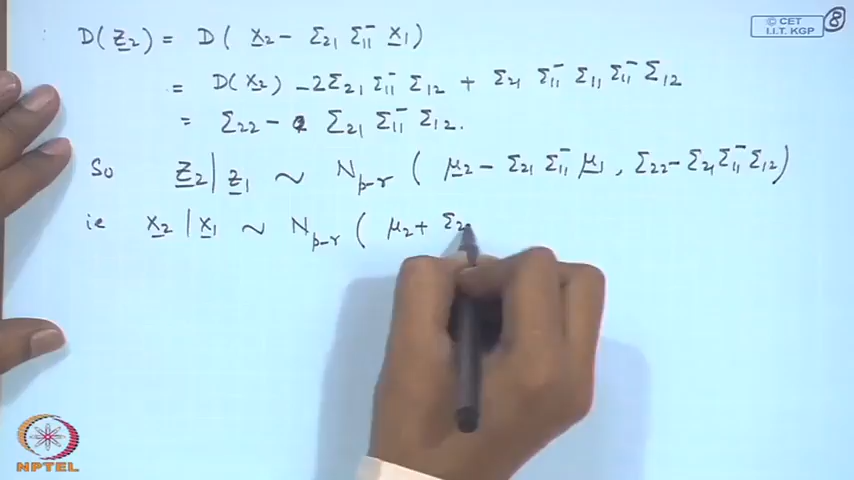 D(z₂) = D( x₂ - Σ₂₁ Σ₁₁⁻ x₁)
= D(x₂) - 2Σ₂₁ Σ₁₁⁻ Σ₁₂ + Σ₂₁ Σ₁₁⁻ Σ₁₁ Σ₁₁⁻ Σ₁₂
= Σ₂₂ - Σ₂₁ Σ₁₁⁻ Σ₁₂.
So z₂|z₁ ~ N_{p-r} ( μ₂ - Σ₂₁ Σ₁₁⁻ μ₁, Σ₂₂ - Σ₂₁Σ₁₁⁻Σ₁₂)
ie x₂|x₁ ~ N_{p-r} ( μ₂ + Σ₂
© CET
I.I.T. KGP
8
NPTEL